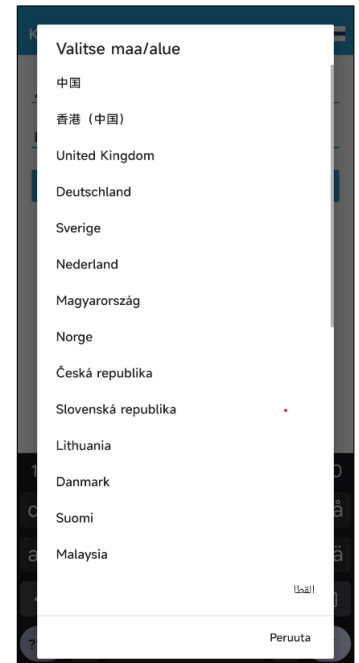 Valitse maa/alue
中国
香港（中国）
United Kingdom
Deutschland
Sverige
Nederland
Magyarország
Norge
Česká republika
Slovenská republika
Lithuania
Danmark
Suomi
Malaysia
القطا
Peruuta